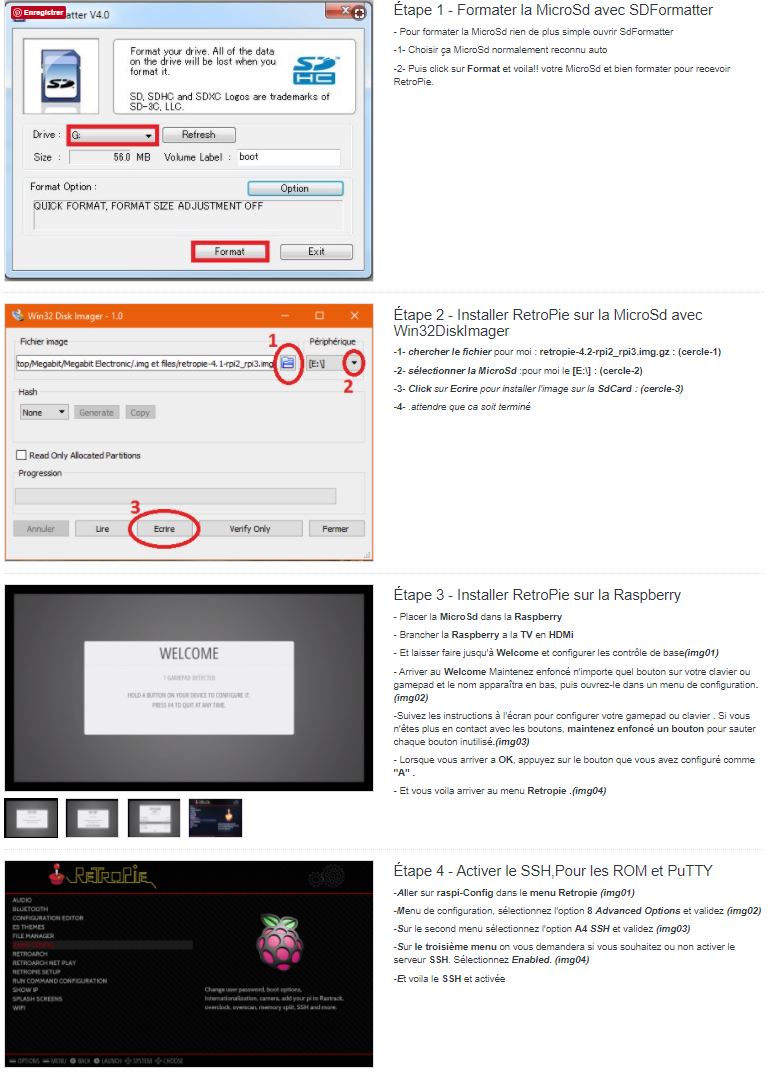 Enregistrer
atter V4.0
Format your drive. All of the data
on the drive will be lost when you
format it.
SD, SDHC and SDXC Logos are trademarks of
SD-3C, LLC.
SD
HC
Drive : G: Refresh
Size : 56.0 MB Volume Label : boot
Format Option :
Option
QUICK FORMAT, FORMAT SIZE ADJUSTMENT OFF
Format Exit
Étape 1 - Formater la MicroSd avec SDFormatter
- Pour formater la MicroSd rien de plus simple ouvrir SdFormatter
-1- Choisir ça MicroSd normalement reconnu auto
-2- Puis click sur Format et voila!! votre MicroSd et bien formater pour recevoir
RetroPie.
Win32 Disk Imager - 1.0
Fichier image
1
Périphérique
top/Megabit/Megabit Electronic/.img et files/retropie-4.1-rpi2_rpi3.img
[E:\]
2
Hash
None Generate Copy
Read Only Allocated Partitions
Progression
3
Annuler Lire Ecrire Verify Only Fermer
Étape 2 - Installer RetroPie sur la MicroSd avec
Win32DiskImager
-1- chercher le fichier pour moi : retropie-4.2-rpi2_rpi3.img.gz : (cercle-1)
-2- sélectionner la MicroSd :pour moi le [E:\] : (cercle-2)
-3- Click sur Ecrire pour installer l'image sur la SdCard : (cercle-3)
-4- .attendre que ca soit terminé
WELCOME
1 GAMEPAD DETECTED
HOLD A BUTTON ON YOUR DEVICE TO CONFIGURE IT.
PRESS F4 TO QUIT AT ANY TIME.
Étape 3 - Installer RetroPie sur la Raspberry
- Placer la MicroSd dans la Raspberry
- Brancher la Raspberry a la TV en HDMi
- Et laisser faire jusqu'à Welcome et configurer les contrôle de base(img01)
- Arriver au Welcome Maintenez enfoncé n'importe quel bouton sur votre clavier ou
gamepad et le nom apparaîtra en bas, puis ouvrez-le dans un menu de configuration.
(img02)
-Suivez les instructions à l'écran pour configurer votre gamepad ou clavier . Si vous
n'êtes plus en contact avec les boutons, maintenez enfoncé un bouton pour sauter
chaque bouton inutilisé.(img03)
- Lorsque vous arriver a OK, appuyez sur le bouton que vous avez configuré comme
"A" .
- Et vous voila arriver au menu Retropie .(img04)
RETROPIE
AUDIO
BLUETOOTH
CONFIGURATION EDITOR
ES THEMES
FILE MANAGER
RASPI-CONFIG
RETROARCH
RETROARCH NET PLAY
RETROPIE SETUP
RUN COMMAND CONFIGURATION
SHOW IP
SPLASH SCREENS
WIFI
Change user password, boot options,
internationalization, camera, add your pi to Rastrack,
overclock, overscan, memory split, SSH and more.
OPTIONS MENU BACK LAUNCH SYSTEM CHOOSE
Étape 4 - Activer le SSH,Pour les ROM et PuTTY
-Aller sur raspi-Config dans le menu Retropie (img01)
-Menu de configuration, sélectionnez l'option 8 Advanced Options et validez (img02)
-Sur le second menu sélectionnez l'option A4 SSH et validez (img03)
-Sur le troisième menu on vous demandera si vous souhaitez ou non activer le
serveur SSH. Sélectionnez Enabled. (img04)
-Et voila le SSH et activée